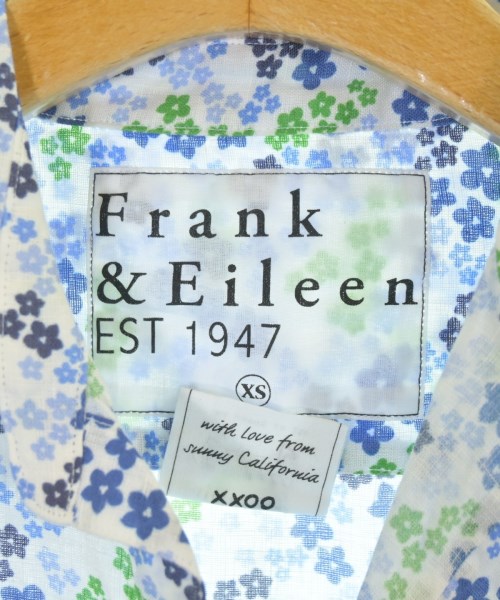 Frank
& Eileen
EST 1947
XS
with love from
sunny California
XXOO